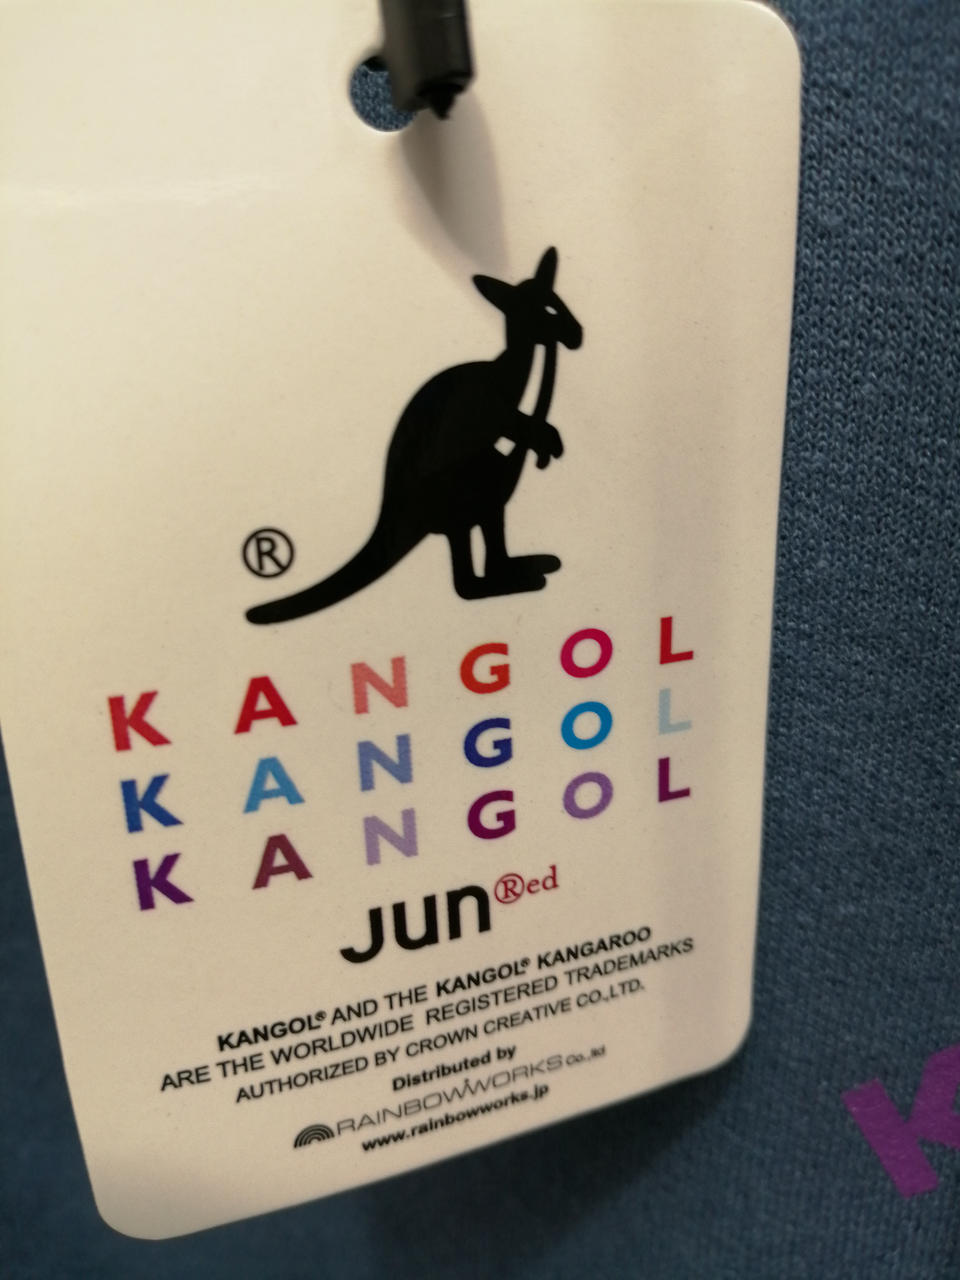 ®
KANGOL
KANGOL
KANGOL
Jun®ed
KANGOL® AND THE KANGOL® KANGAROO
ARE THE WORLDWIDE REGISTERED TRADEMARKS
AUTHORIZED BY CROWN CREATIVE CO.,LTD.
Distributed by
RAINBOWWORKS Co.,ltd
www.rainbowworks.jp
K